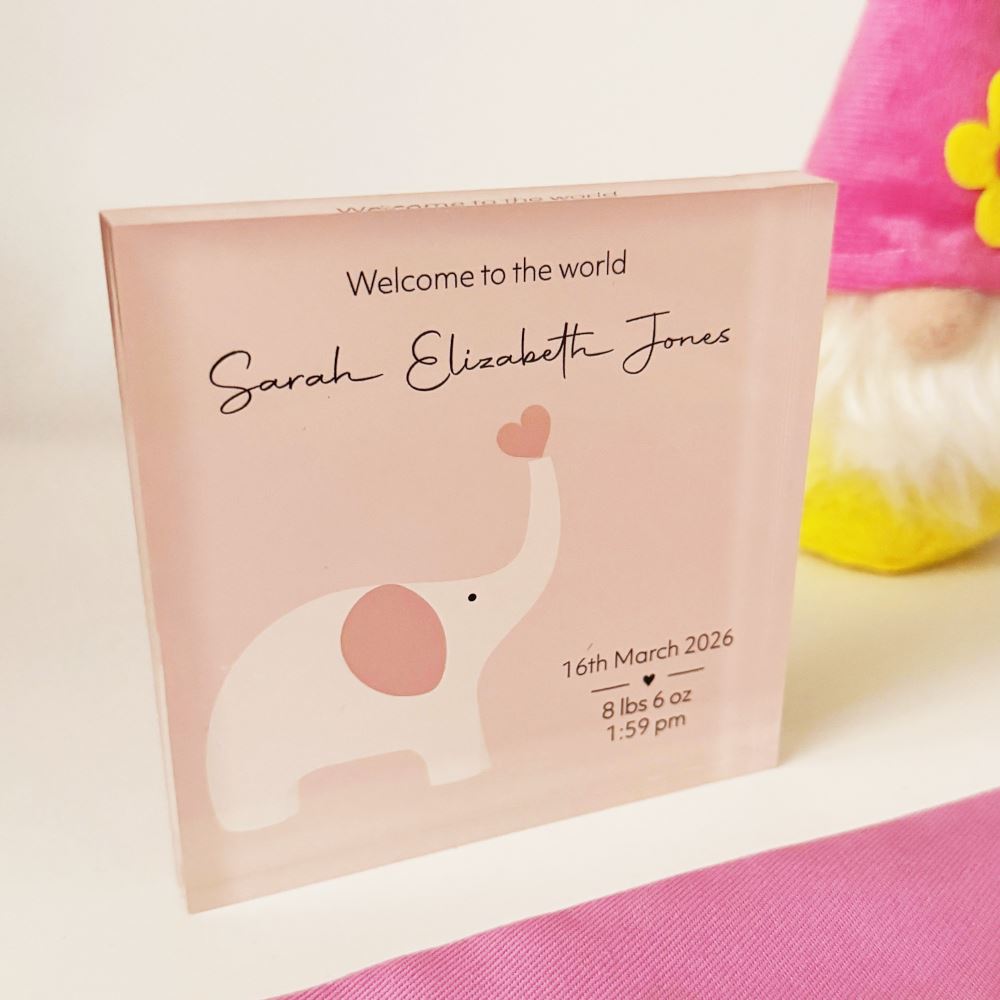 Welcome to the world
Sarah Elizabeth Jones
16th March 2026
8 lbs 6 oz
1:59 pm